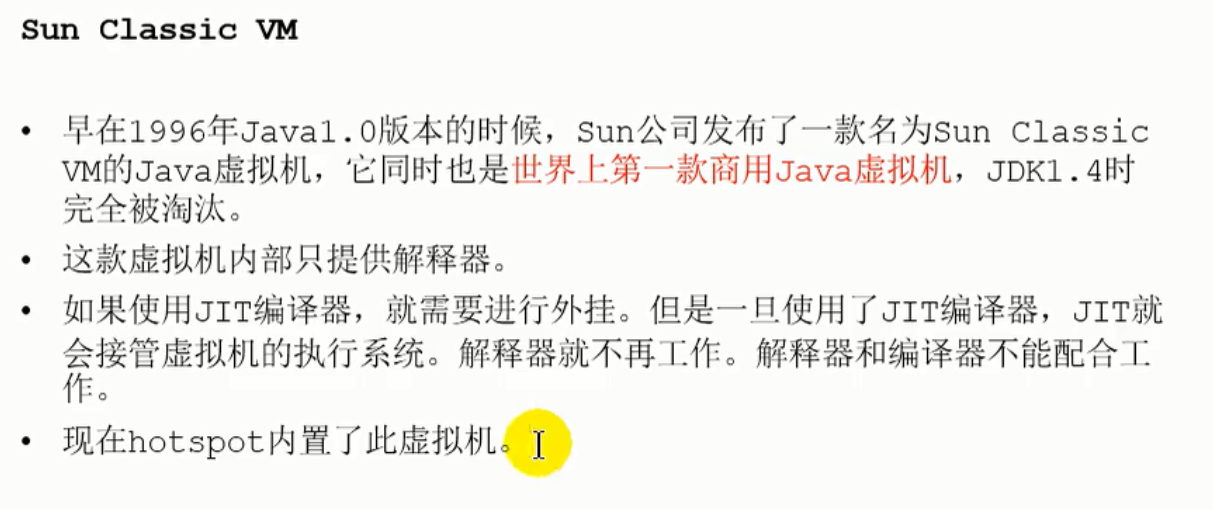 Sun Classic VM
• 早在1996年Java1.0版本的时候，Sun公司发布了一款名为Sun Classic
VM的Java虚拟机，它同时也是世界上第一款商用Java虚拟机，JDK1.4时
完全被淘汰。
• 这款虚拟机内部只提供解释器。
• 如果使用JIT编译器，就需要进行外挂。但是一旦使用了JIT编译器，JIT就
会接管虚拟机的执行系统。解释器就不再工作。解释器和编译器不能配合工
作。
• 现在hotspot内置了此虚拟机。